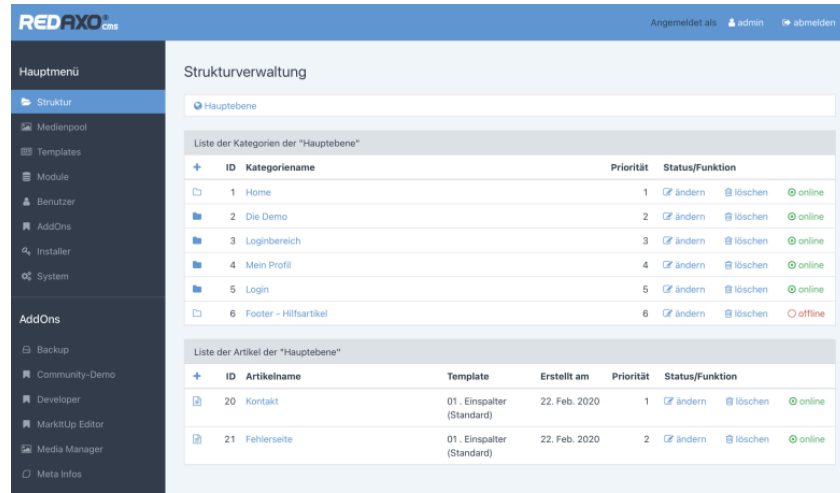 REDAXO® cms
Angemeldet als admin abmelden
Hauptmenü
Struktur
Medienpool
Templates
Module
Benutzer
AddOns
Installer
System
AddOns
Backup
Community-Demo
Developer
MarkItUp Editor
Media Manager
Meta Infos
Strukturverwaltung
Hauptebene
Liste der Kategorien der "Hauptebene"
+ ID Kategoriename Priorität Status/Funktion
1 Home 1 ändern löschen online
2 Die Demo 2 ändern löschen online
3 Loginbereich 3 ändern löschen online
4 Mein Profil 4 ändern löschen online
5 Login 5 ändern löschen online
6 Footer - Hilfsartikel 6 ändern löschen offline
Liste der Artikel der "Hauptebene"
+ ID Artikelname Template Erstellt am Priorität Status/Funktion
20 Kontakt 01 . Einspalter 22. Feb. 2020 1 ändern löschen online
(Standard)
21 Fehlerseite 01 . Einspalter 22. Feb. 2020 2 ändern löschen online
(Standard)